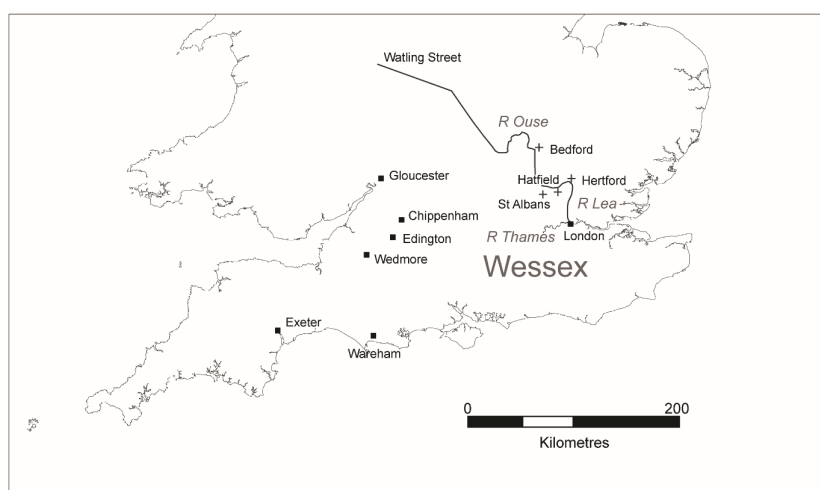 Watling Street
R Ouse
Bedford
Gloucester
Hatfield
Hertford
St Albans
R Lea
Chippenham
R Thames
London
Edington
Wedmore
Wessex
Exeter
Wareham
0 200
Kilometres